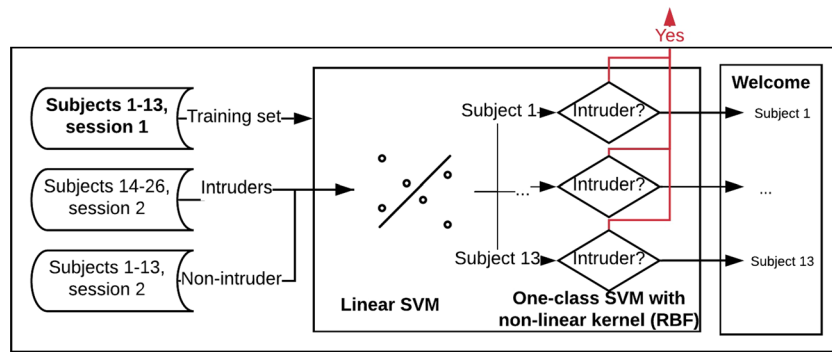 Yes
Subjects 1-13,
session 1
Training set
Subjects 14-26,
session 2
Intruders
Subjects 1-13,
session 2
Non-intruder
Linear SVM
Subject 1
...
Subject 13
Intruder?
Intruder?
Intruder?
One-class SVM with
non-linear kernel (RBF)
Welcome
Subject 1
...
Subject 13